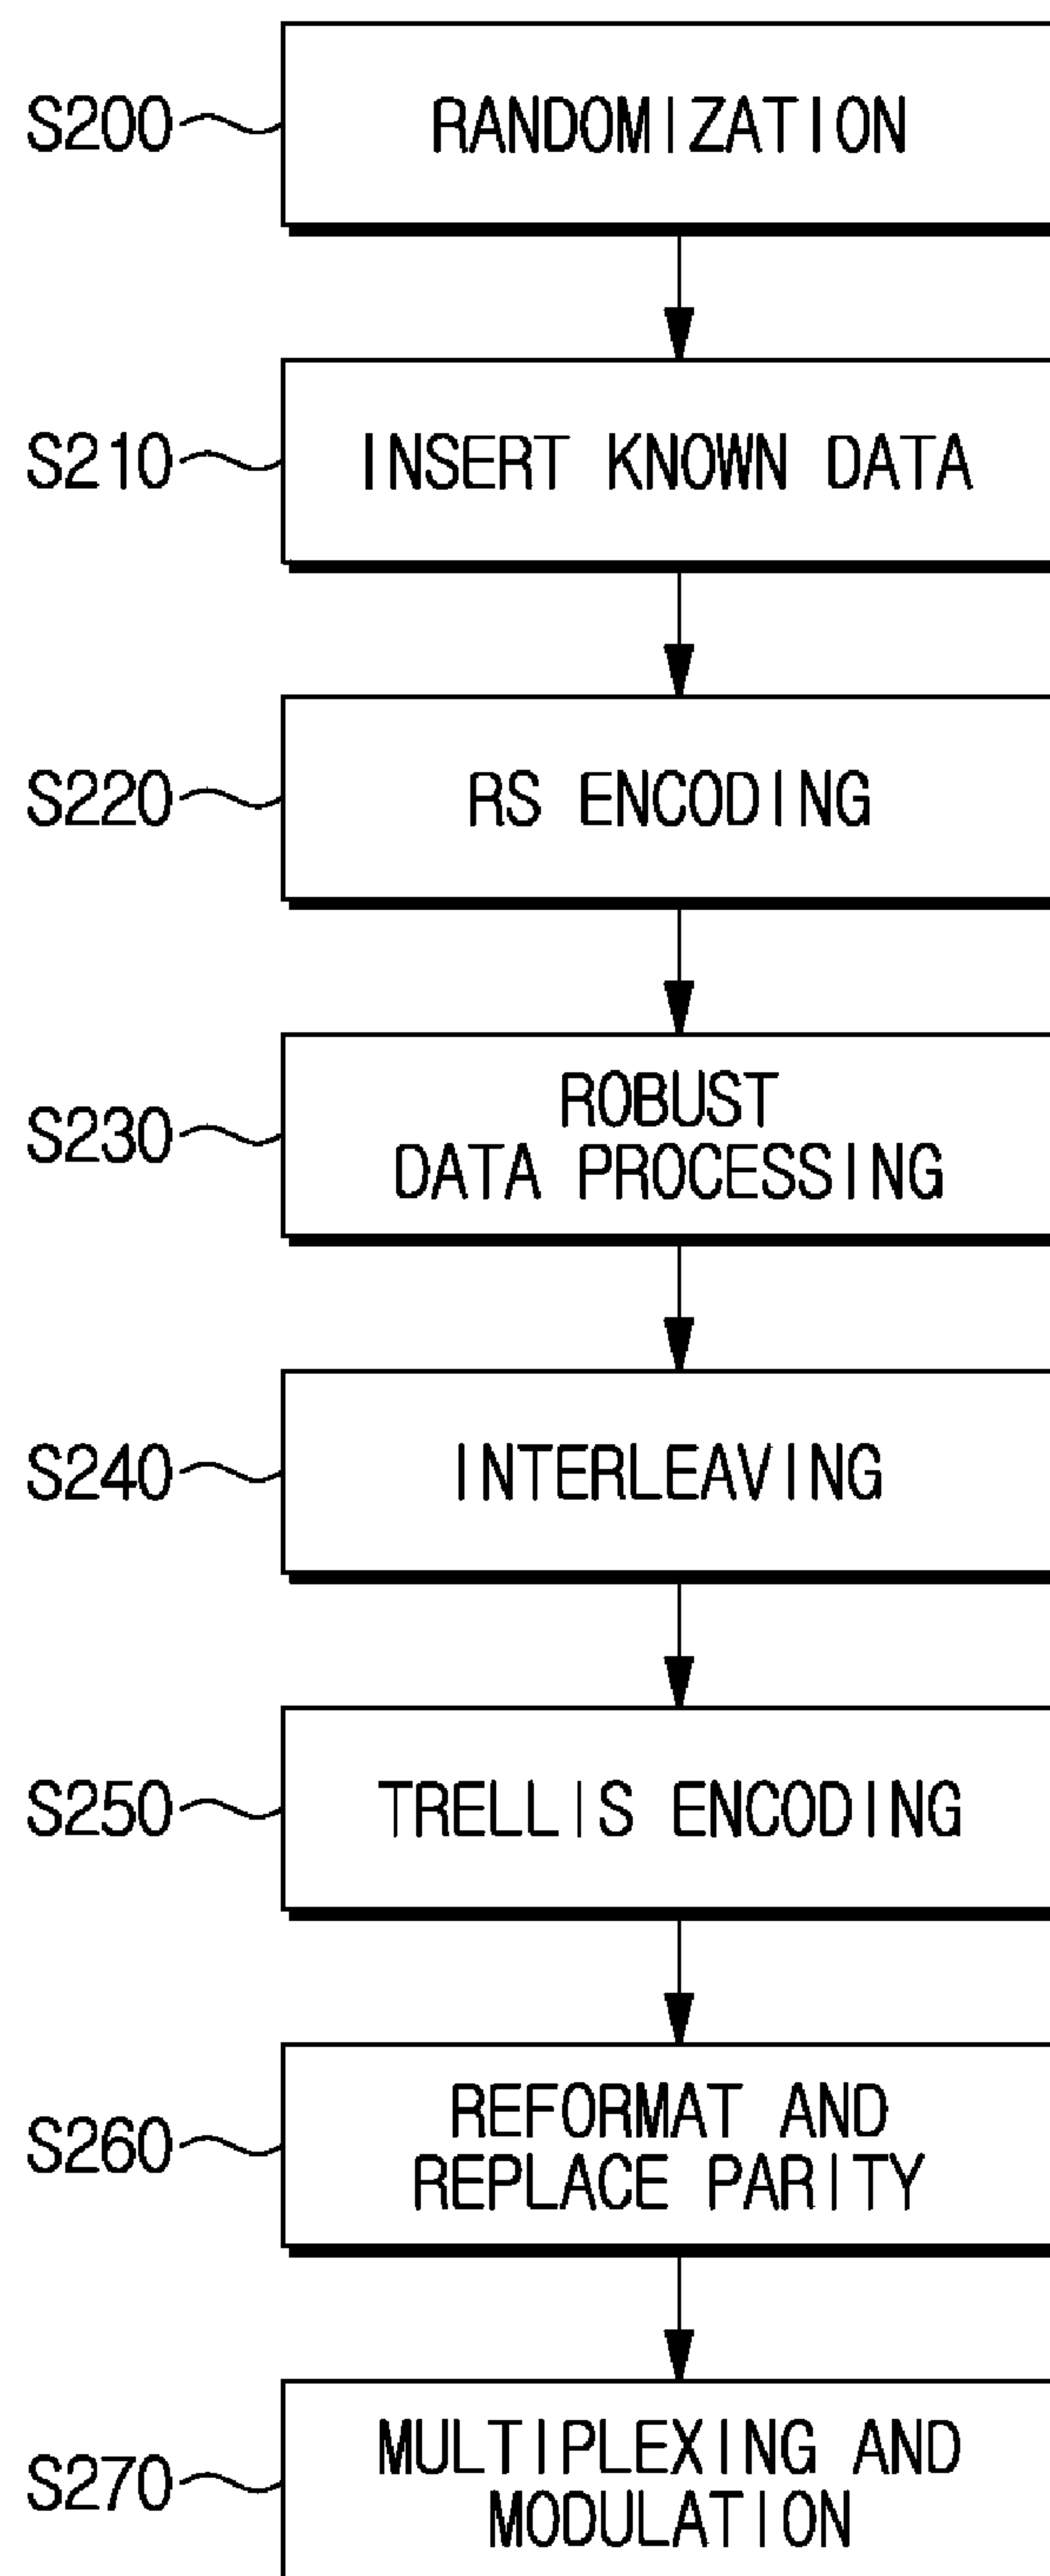 S200 RANDOMIZATION
S210 INSERT KNOWN DATA
S220 RS ENCODING
S230 ROBUST
DATA PROCESSING
S240 INTERLEAVING
S250 TRELLIS ENCODING
S260 REFORMAT AND
REPLACE PARITY
S270 MULTIPLEXING AND
MODULATION